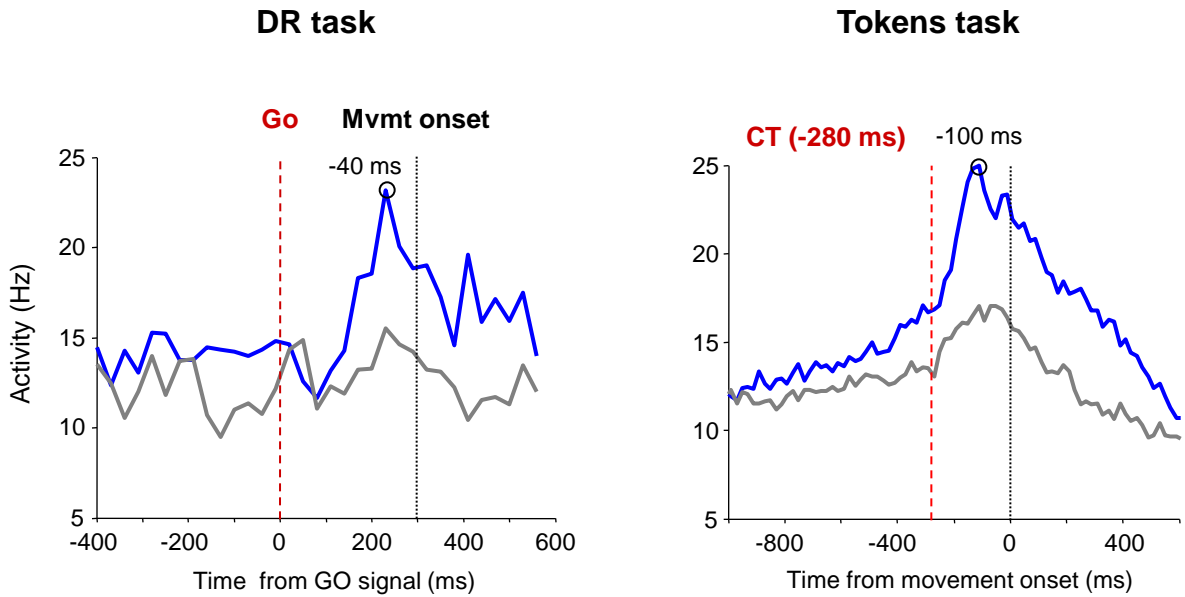 DR task
Go Mvmt onset
-40 ms
25
20
15
10
5
Activity (Hz)
-400 -200 0 200 400 600
Time from GO signal (ms)
Tokens task
CT (-280 ms) -100 ms
25
20
15
10
5
-800 -400 0 400
Time from movement onset (ms)